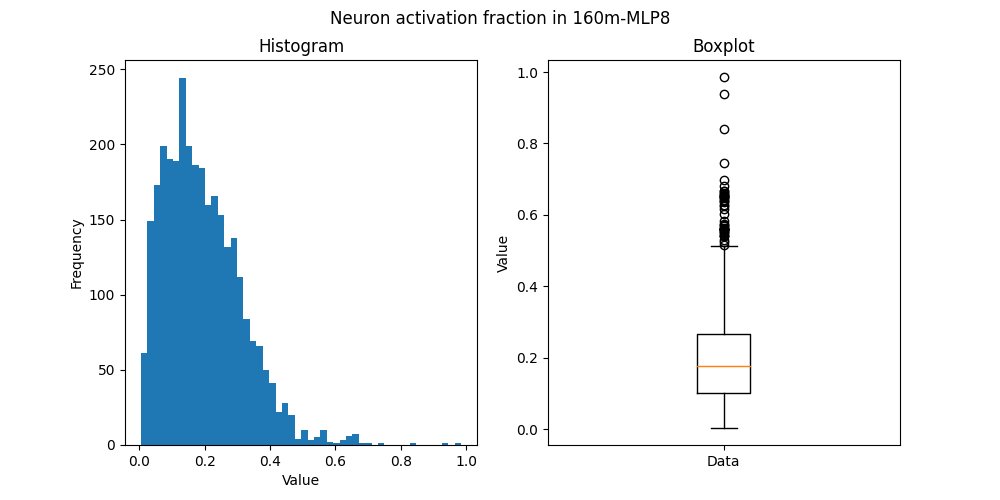 Neuron activation fraction in 160m-MLP8
Histogram
Frequency
250
200
150
100
50
0
0.0 0.2 0.4 0.6 0.8 1.0
Value
Boxplot
Value
1.0
0.8
0.6
0.4
0.2
0.0
Data